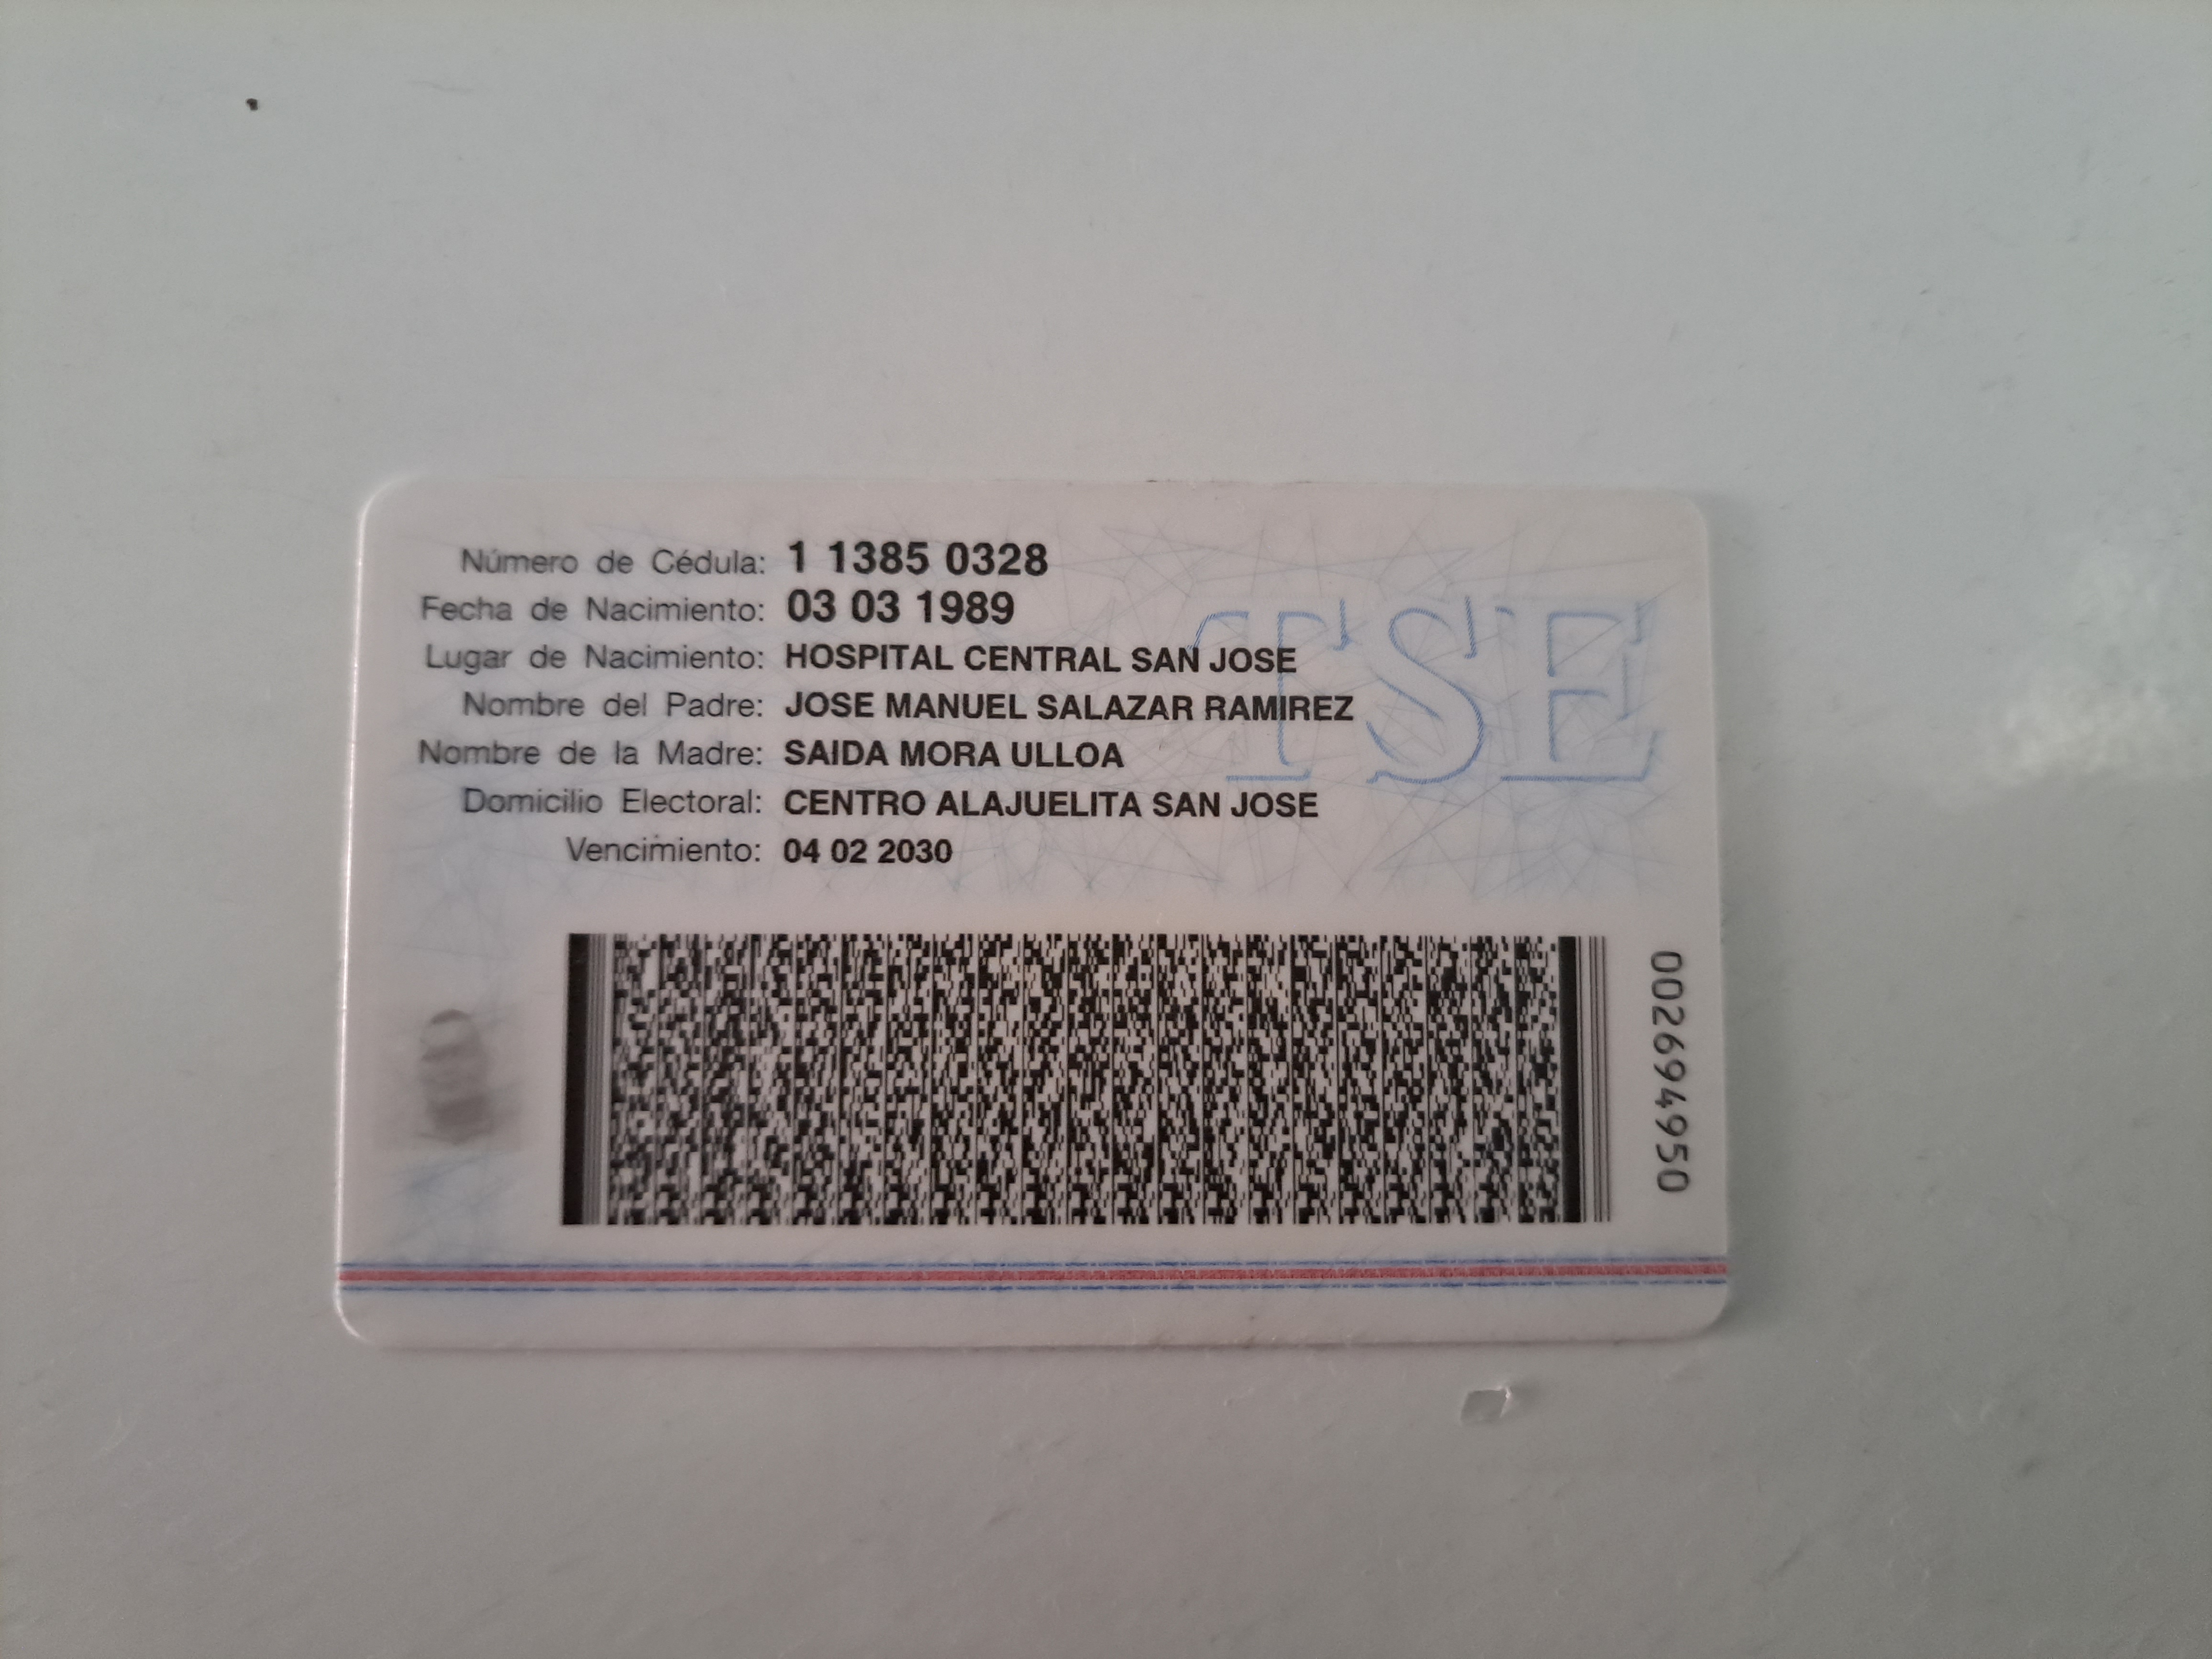 Número de Cédula: 1 1385 0328
Fecha de Nacimiento: 03 03 1989
Lugar de Nacimiento: HOSPITAL CENTRAL SAN JOSE
Nombre del Padre: JOSE MANUEL SALAZAR RAMIREZ
Nombre de la Madre: SAIDA MORA ULLOA
Domicilio Electoral: CENTRO ALAJUELITA SAN JOSE
Vencimiento: 04 02 2030
TSE
002694950